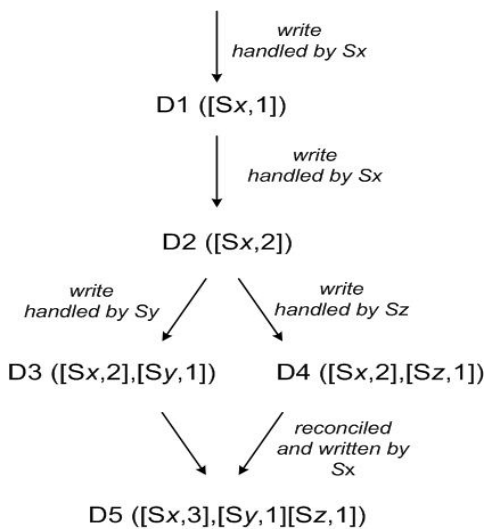 write
handled by Sx
D1 ([Sx,1])
write
handled by Sx
D2 ([Sx,2])
write
handled by Sy
write
handled by Sz
D3 ([Sx,2],[Sy,1])
D4 ([Sx,2],[Sz,1])
reconciled
and written by
Sx
D5 ([Sx,3],[Sy,1][Sz,1])